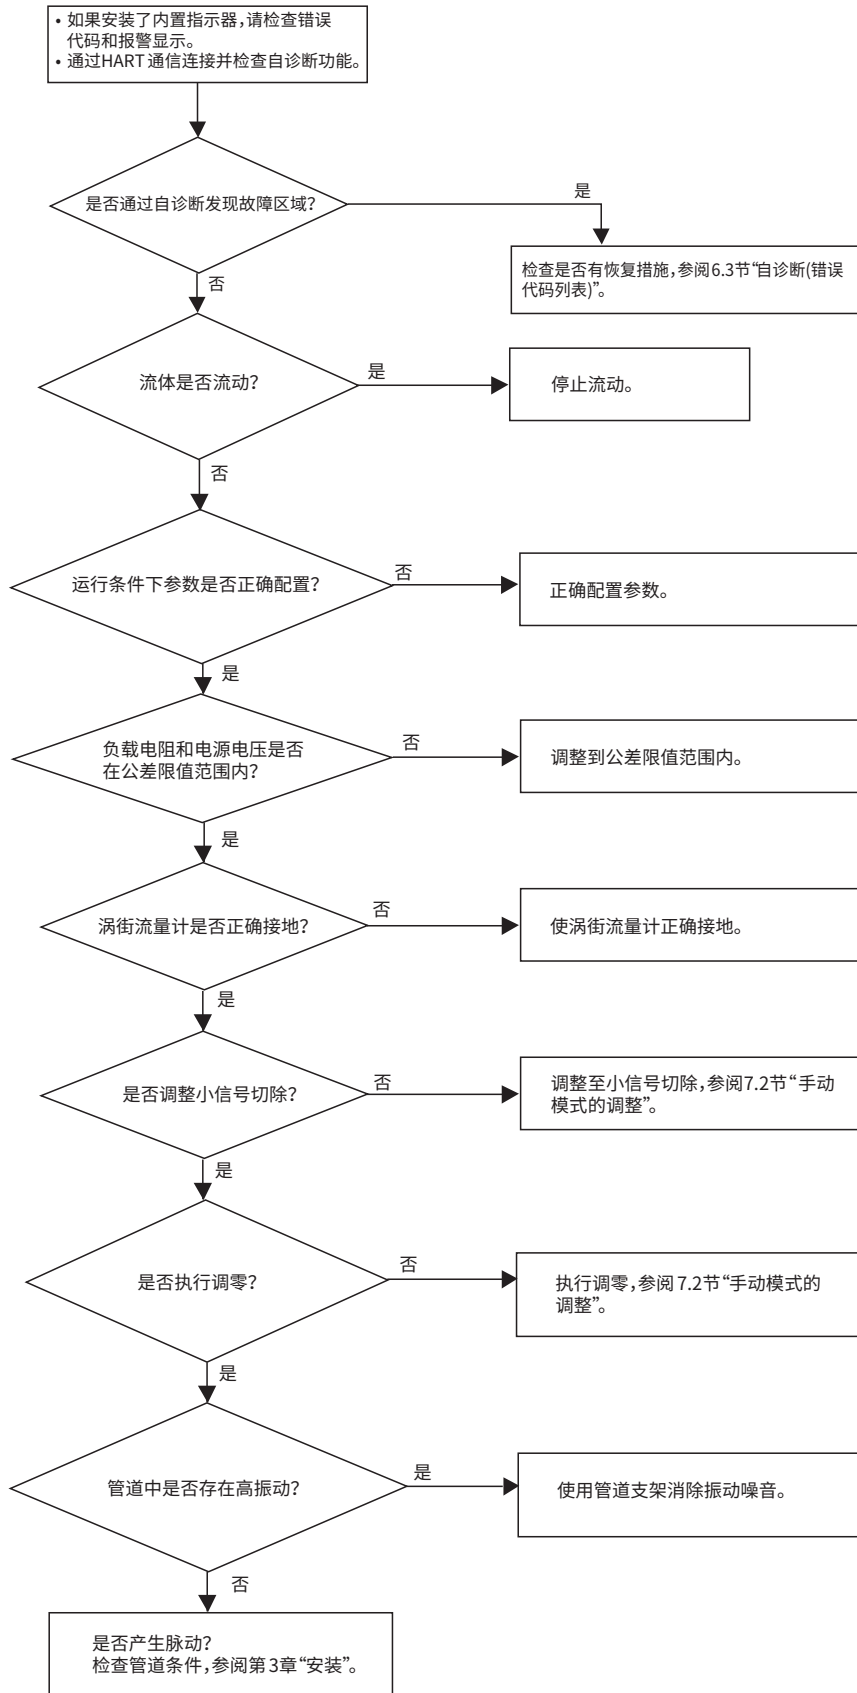 • 如果安装了内置指示器,请检查错误
代码和报警显示。
• 通过HART 通信连接并检查自诊断功能。
是否通过自诊断发现故障区域?
是
检查是否有恢复措施,参阅6.3节“自诊断(错误
代码列表)”。
否
流体是否流动?
是
停止流动。
否
运行条件下参数是否正确配置?
否
正确配置参数。
是
负载电阻和电源电压是否
在公差限值范围内?
否
调整到公差限值范围内。
是
涡街流量计是否正确接地?
否
使涡街流量计正确接地。
是
是否调整小信号切除?
否
调整至小信号切除,参阅7.2节“手动
模式的调整”。
是
是否执行调零?
否
执行调零,参阅 7.2节“手动模式的
调整”。
是
管道中是否存在高振动?
是
使用管道支架消除振动噪音。
否
是否产生脉动?
检查管道条件,参阅第 3章“安装”。